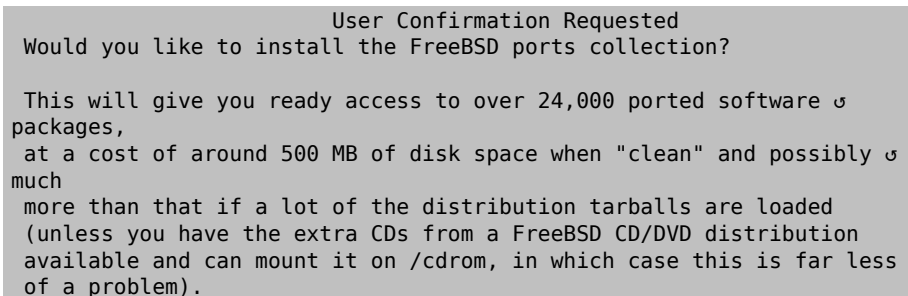 User Confirmation Requested
Would you like to install the FreeBSD ports collection?
This will give you ready access to over 24,000 ported software ↺
packages,
at a cost of around 500 MB of disk space when "clean" and possibly ↺
much
more than that if a lot of the distribution tarballs are loaded
(unless you have the extra CDs from a FreeBSD CD/DVD distribution
available and can mount it on /cdrom, in which case this is far less
of a problem).